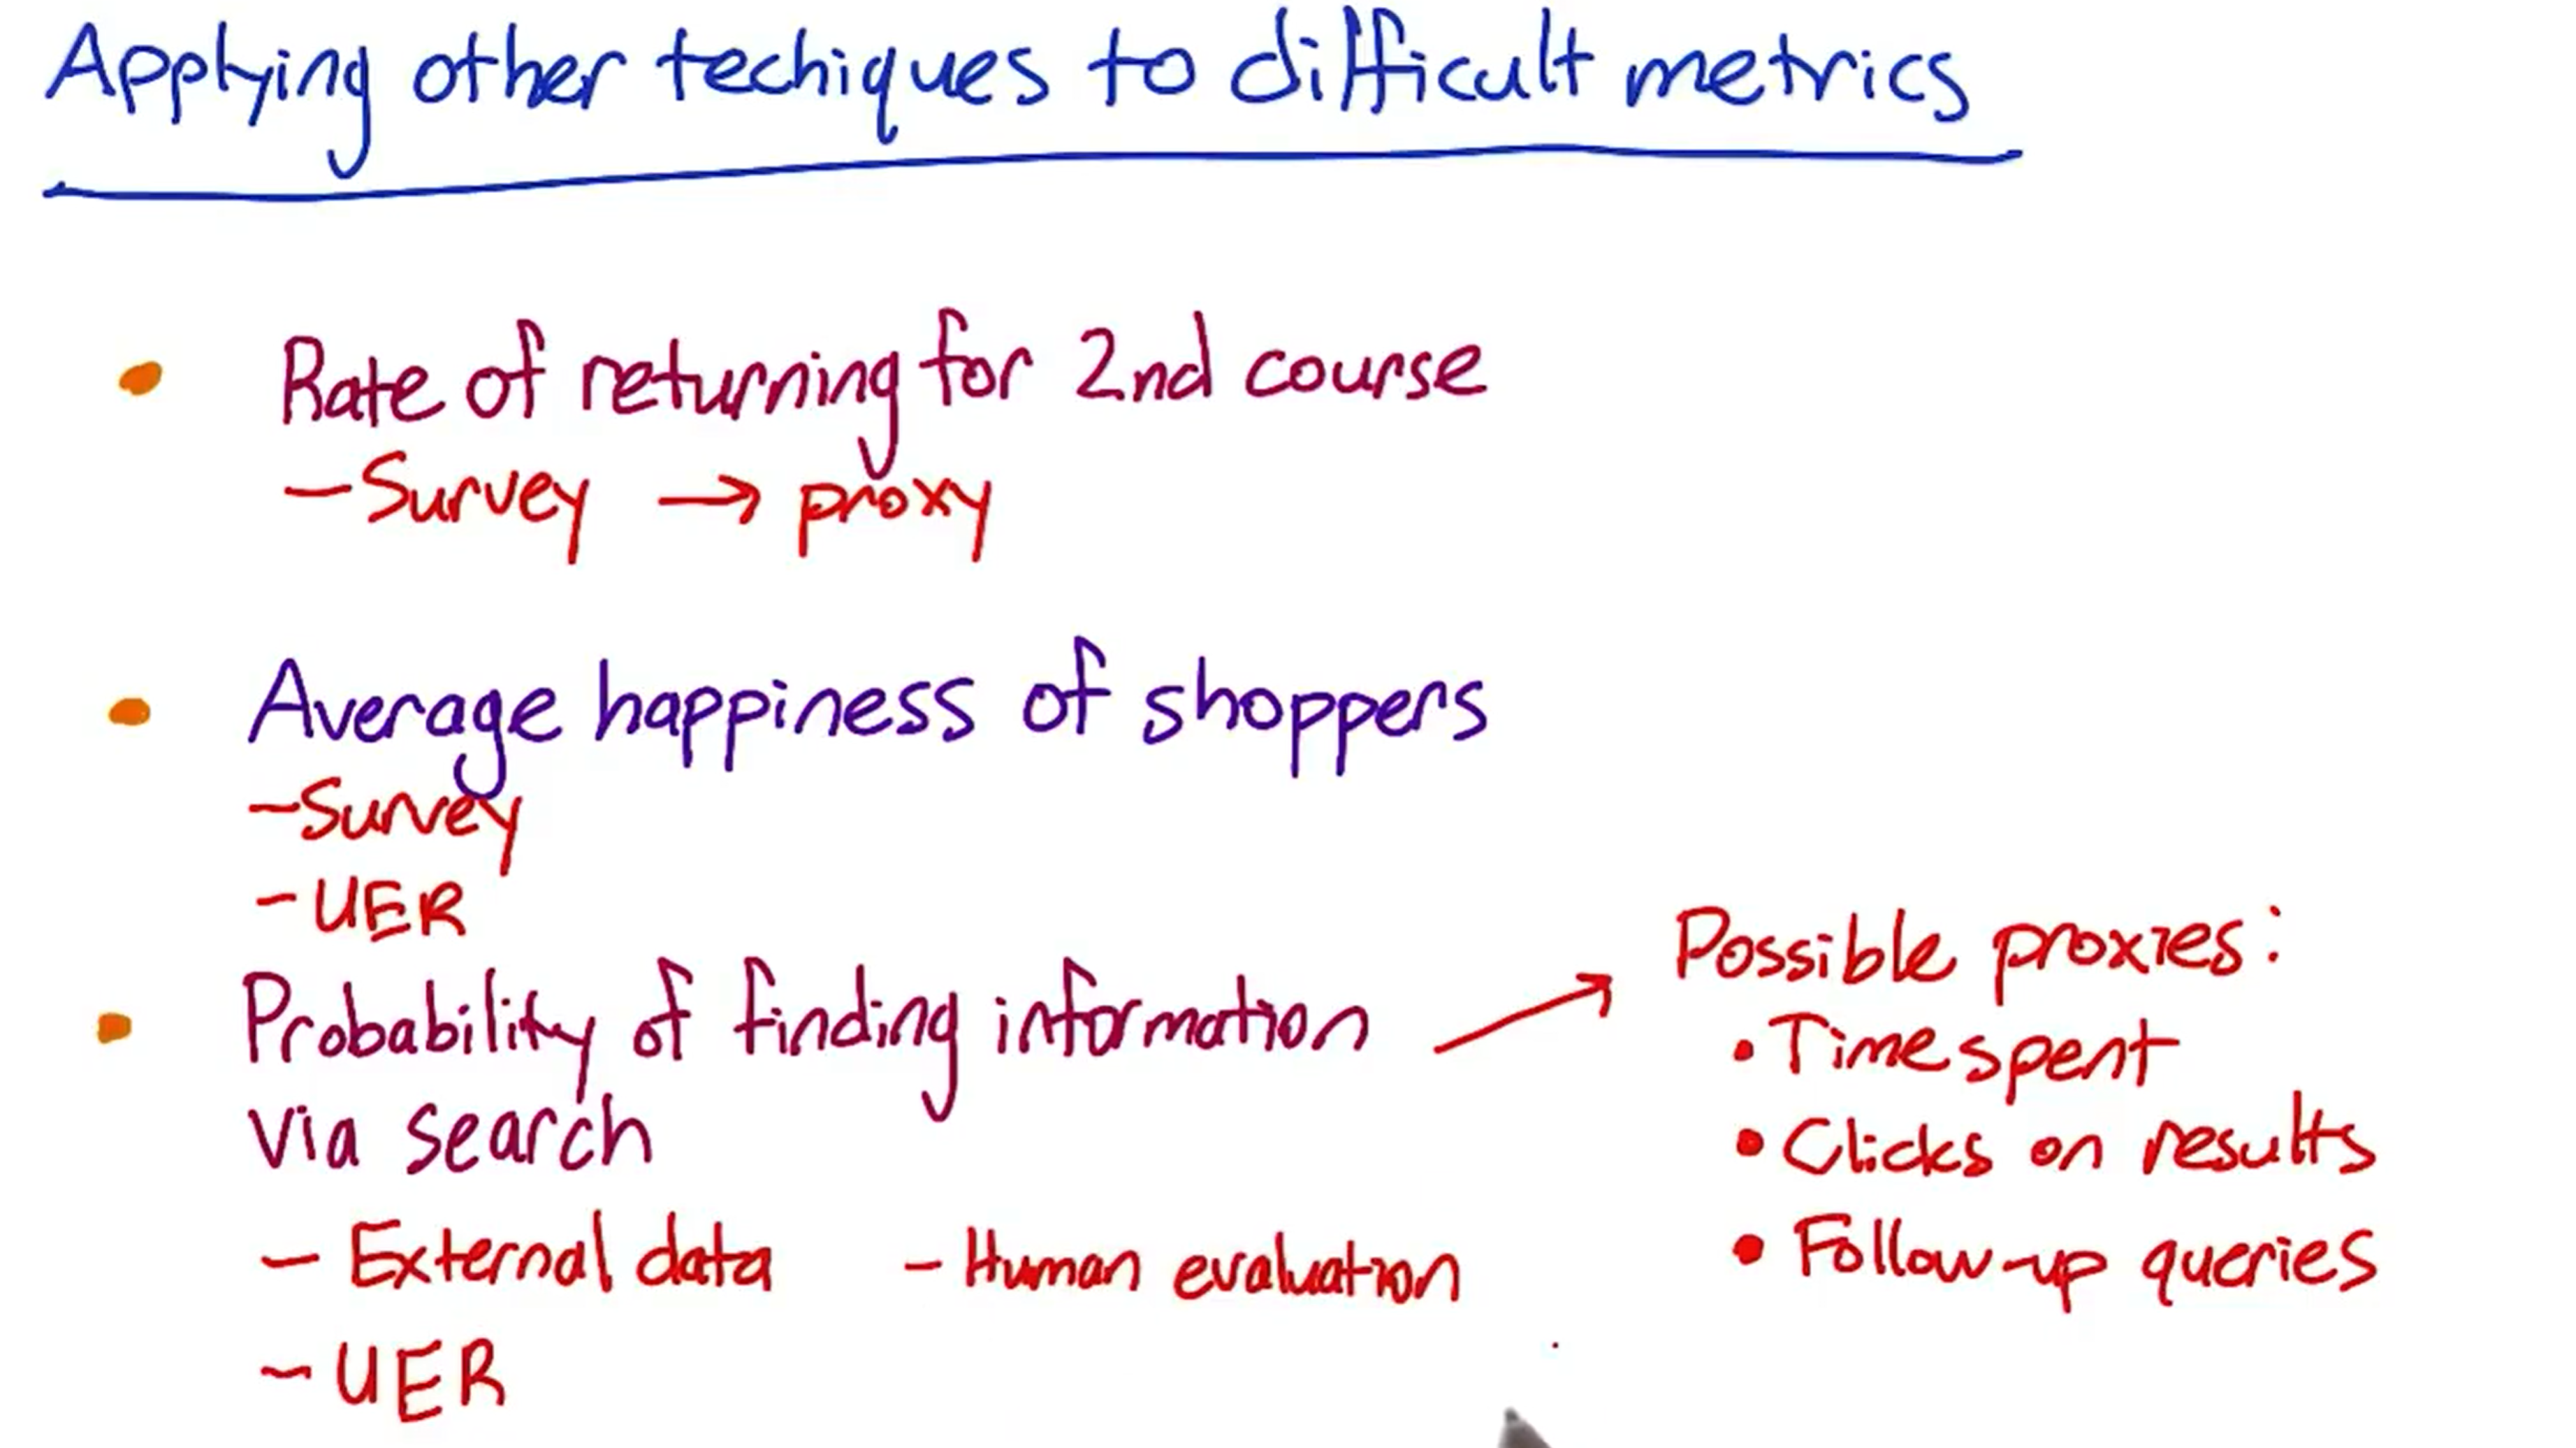 Applying other techiques to difficult metrics
• Rate of returning for 2nd course
- Survey → proxy
• Average happiness of shoppers
- Survey
- UER
• Probability of finding information
via search
- External data - Human evaluation
- UER
Possible proxies:
• Time spent
• Clicks on results
• Follow-up queries